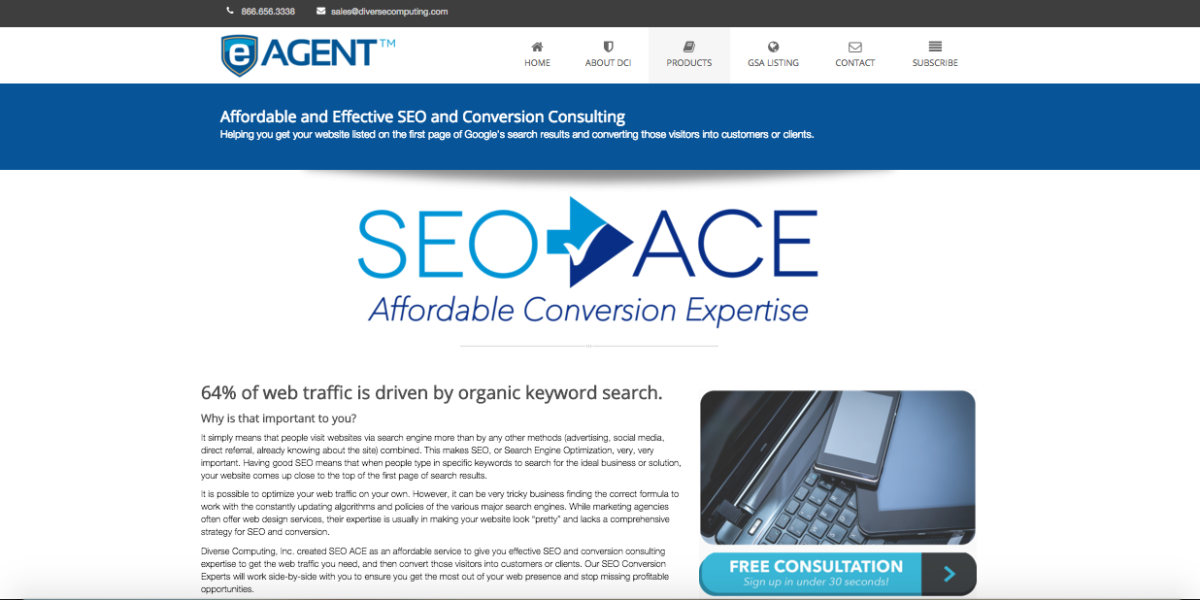 866.656.3338 sales@diversecomputing.com
eAGENT™
HOME ABOUT DCI PRODUCTS GSA LISTING CONTACT SUBSCRIBE
Affordable and Effective SEO and Conversion Consulting
Helping you get your website listed on the first page of Google's search results and converting those visitors into customers or clients.
SEO ACE
Affordable Conversion Expertise
64% of web traffic is driven by organic keyword search.
Why is that important to you?
It simply means that people visit websites via search engine more than by any other methods (advertising, social media,
direct referral, already knowing about the site) combined. This makes SEO, or Search Engine Optimization, very, very
important. Having good SEO means that when people type in specific keywords to search for the ideal business or solution,
your website comes up close to the top of the first page of search results.
It is possible to optimize your web traffic on your own. However, it can be very tricky business finding the correct formula to
work with the constantly updating algorithms and policies of the various major search engines. While marketing agencies
often offer web design services, their expertise is usually in making your website look "pretty" and lacks a comprehensive
strategy for SEO and conversion.
Diverse Computing, Inc. created SEO ACE as an affordable service to give you effective SEO and conversion consulting
expertise to get the web traffic you need, and then convert those visitors into customers or clients. Our SEO Conversion
Experts will work side-by-side with you to ensure you get the most out of your web presence and stop missing profitable
opportunities.
FREE CONSULTATION
Sign up in under 30 seconds!